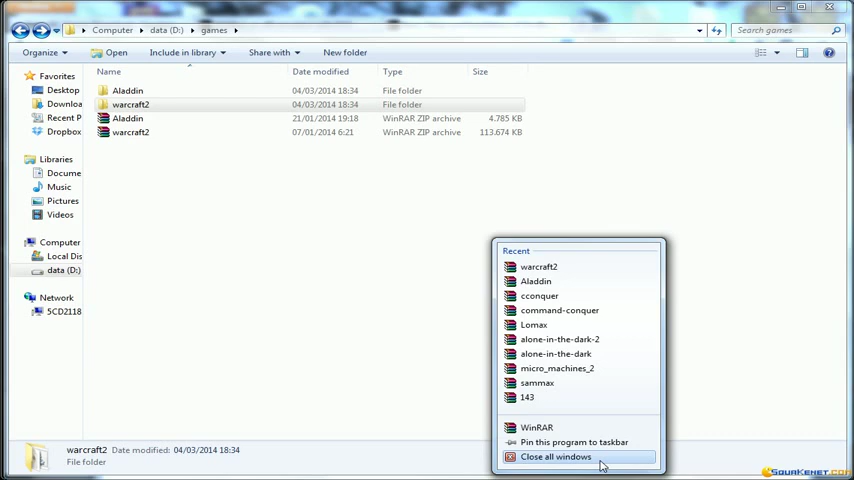 Computer data (D:) games Search games
Organize Open Include in library Share with New folder
Name Date modified Type Size
Favorites
Desktop
Downloa
Recent P
Dropbox
Libraries
Docume
Music
Pictures
Videos
Computer
Local Dis
data (D:)
Network
5CD2118
Aladdin 04/03/2014 18:34 File folder
warcraft2 04/03/2014 18:34 File folder
Aladdin 21/01/2014 19:18 WinRAR ZIP archive 4.785 KB
warcraft2 07/01/2014 6:21 WinRAR ZIP archive 113.674 KB
Recent
warcraft2
Aladdin
cconquer
command-conquer
Lomax
alone-in-the-dark-2
alone-in-the-dark
micro_machines_2
sammax
143
WinRAR
Pin this program to taskbar
Close all windows
warcraft2 Date modified: 04/03/2014 18:34
File folder
SquaKenet.com